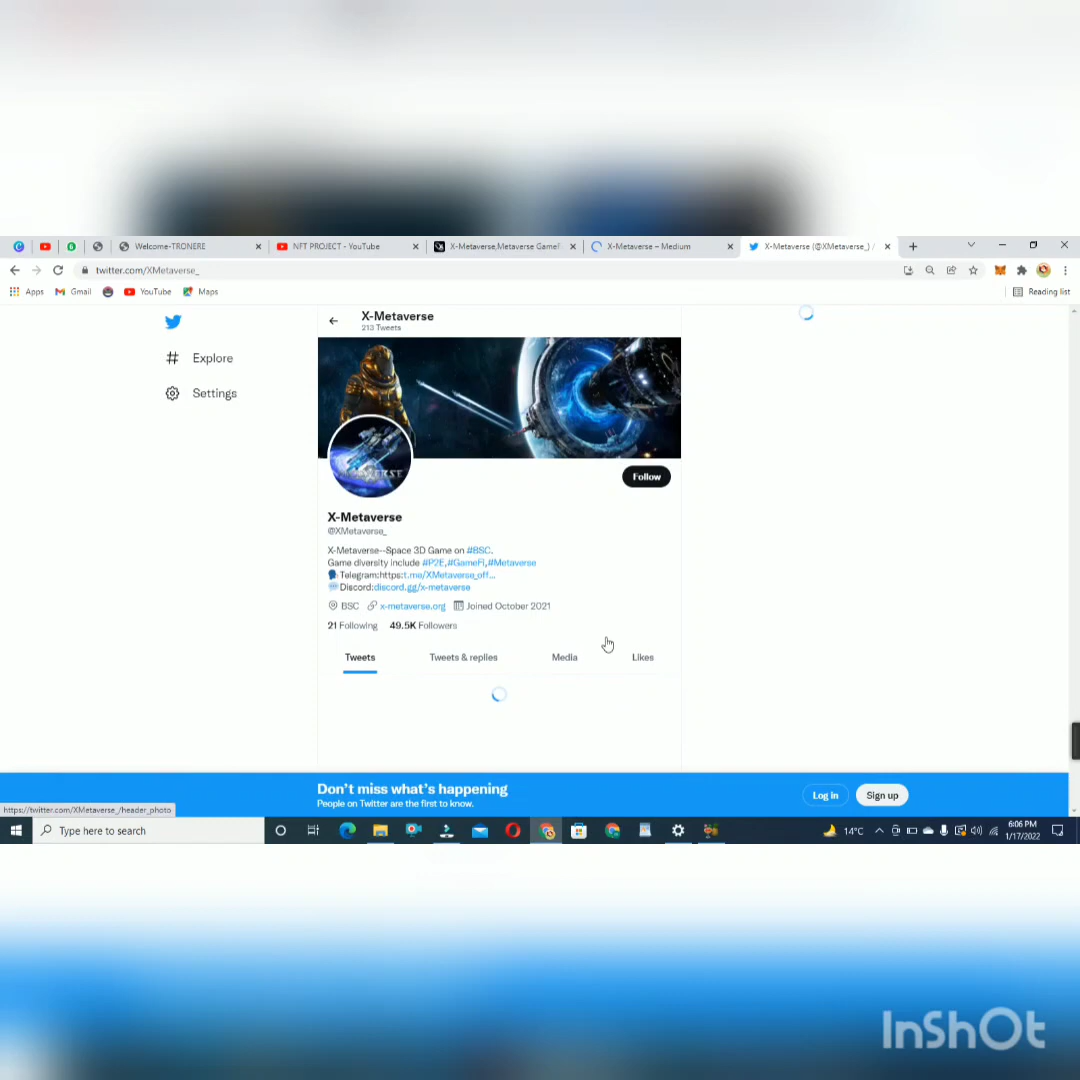 Welcome-TRONERE
NFT PROJECT - YouTube
X-Metaverse,Metaverse GameF
X-Metaverse – Medium
X-Metaverse (@XMetaverse_) /
twitter.com/XMetaverse_
Apps
Gmail
YouTube
Maps
Reading list
X-Metaverse
213 Tweets
Explore
Settings
Follow
X-Metaverse
@XMetaverse_
X-Metaverse--Space 3D Game on #BSC.
Game diversity include #P2E,#GameFi,#Metaverse
Telegram:https:t.me/XMetaverse_off...
Discord:discord.gg/x-metaverse
BSC x-metaverse.org Joined October 2021
21 Following 49.5K Followers
Tweets Tweets & replies Media Likes
Don't miss what's happening
People on Twitter are the first to know.
Log in Sign up
https://twitter.com/XMetaverse_/header_photo
Type here to search
14°C
6:06 PM
1/17/2022
InShOt